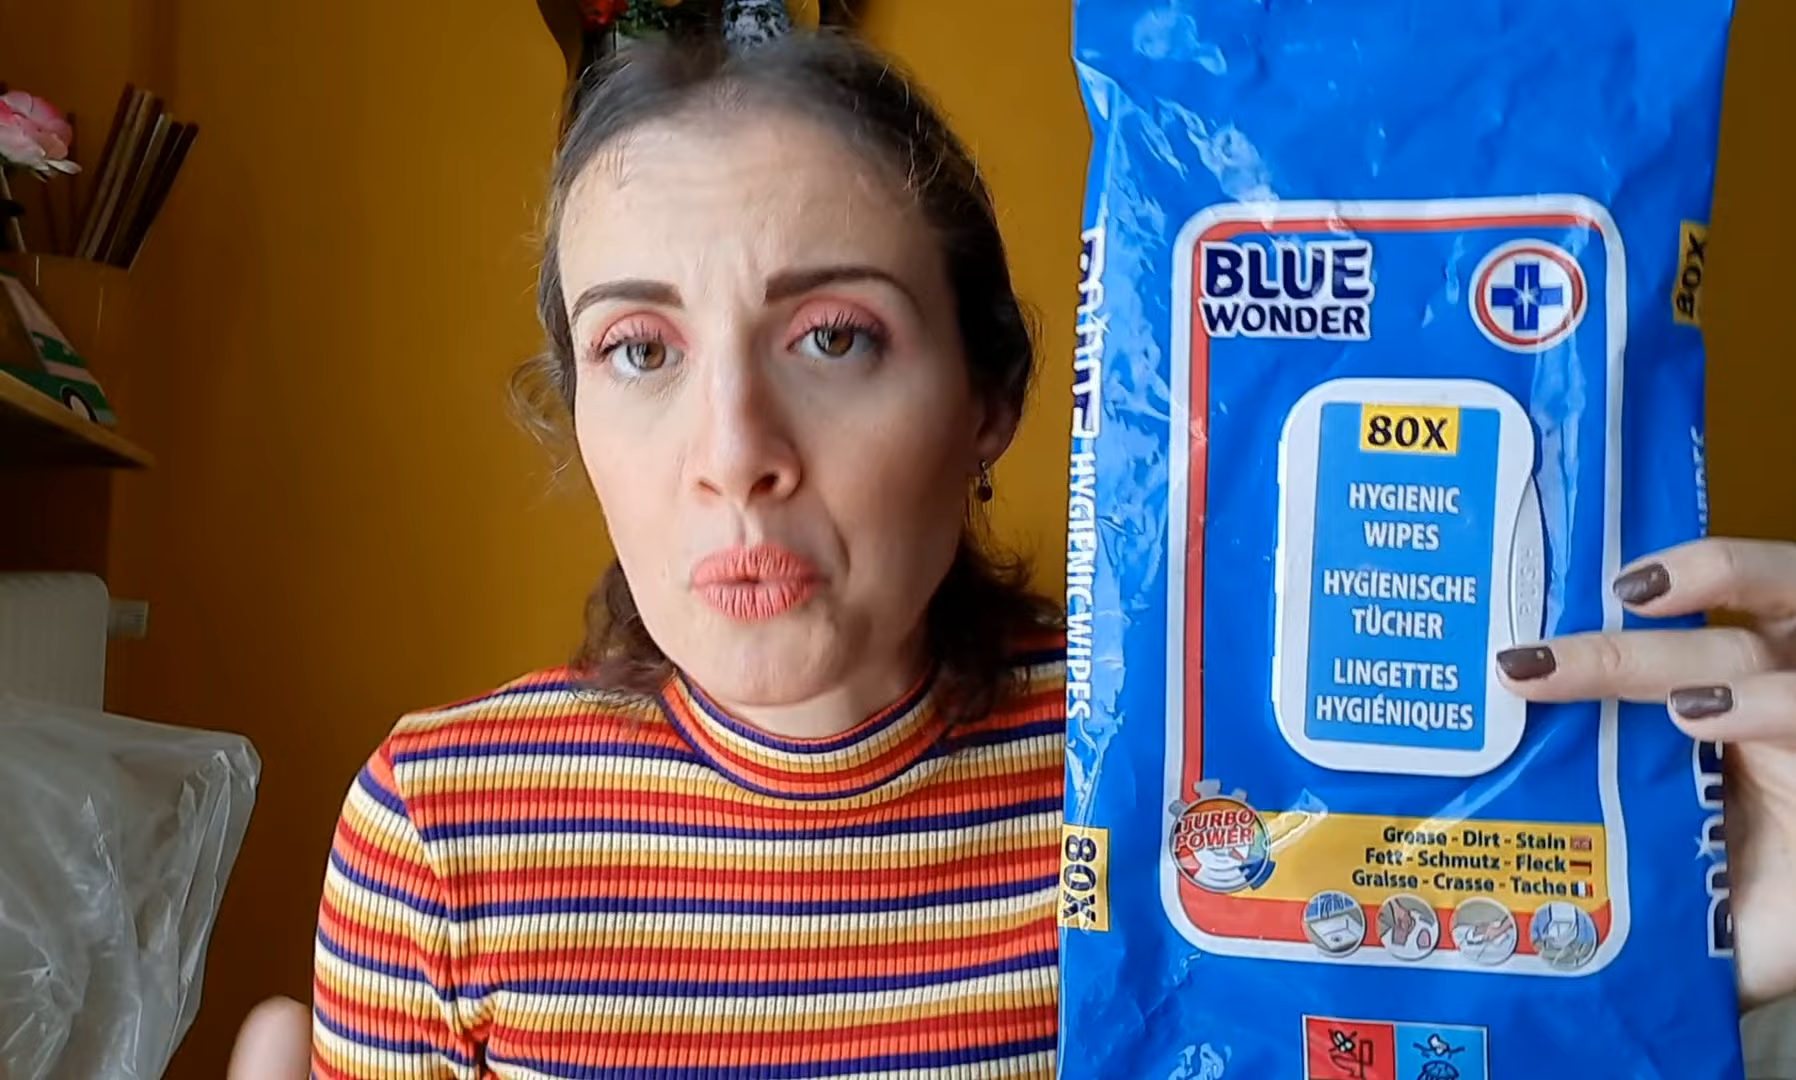 BLUE
WONDER
80X
HYGIENIC
WIPES
HYGIENISCHE
TÜCHER
LINGETTES
HYGIÉNIQUES
PUSH
TURBO
POWER
Grease - Dirt - Stain
Fett - Schmutz - Fleck
Graisse - Crasse - Tache
HYGIENIC WIPES
80X
80X